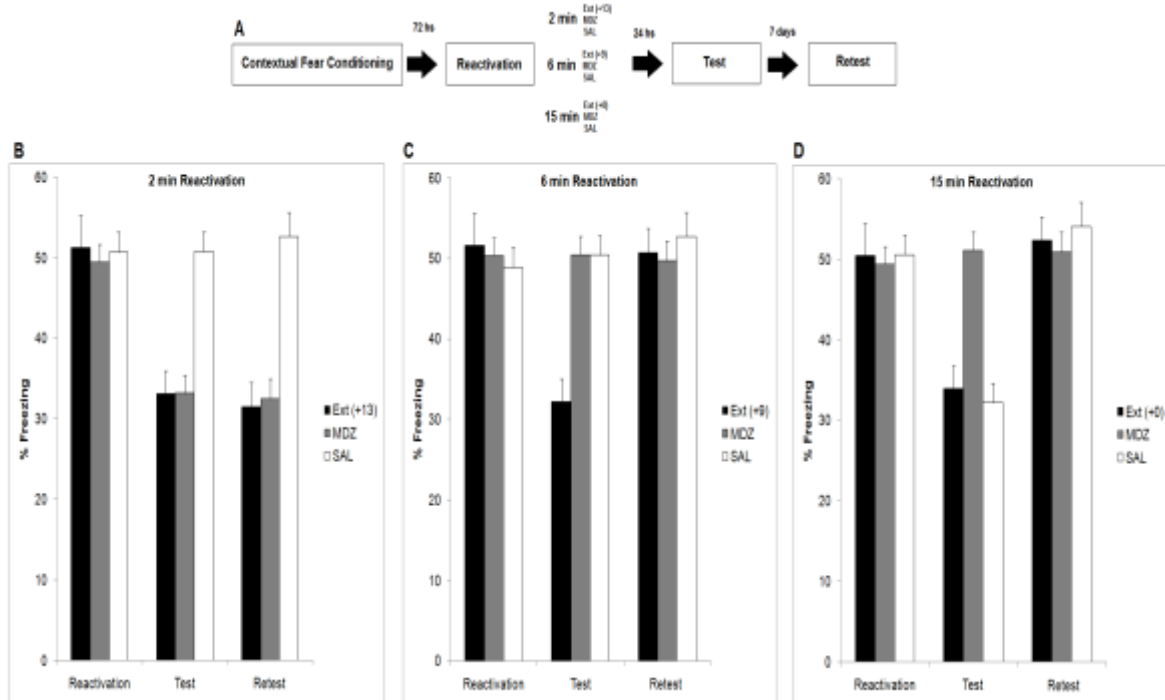 A
72 hs
2 min
Ext (+13)
MDZ
SAL
24 hs
7 days
Contextual Fear Conditioning
Reactivation
6 min
Ext (+9)
MDZ
SAL
Test
Retest
15 min
Ext (+0)
MDZ
SAL
B
2 min Reactivation
% Freezing
60
50
40
30
20
10
0
Reactivation Test Retest
Ext (+13)
MDZ
SAL
C
6 min Reactivation
% Freezing
60
50
40
30
20
10
0
Reactivation Test Retest
Ext (+9)
MDZ
SAL
D
15 min Reactivation
% Freezing
60
50
40
30
20
10
0
Reactivation Test Retest
Ext (+0)
MDZ
SAL